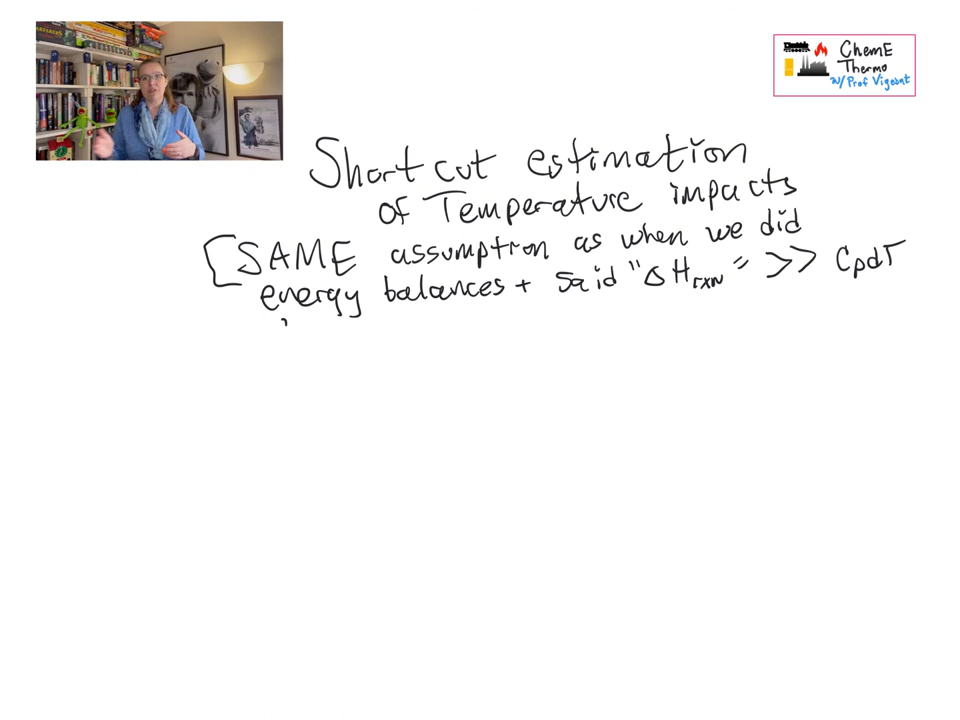 ChemE
Thermo
w/Prof Vigeant
Shortcut estimation
of Temperature impacts
[SAME assumption as when we did
energy balances + said "ΔHrxn" >> CpdT